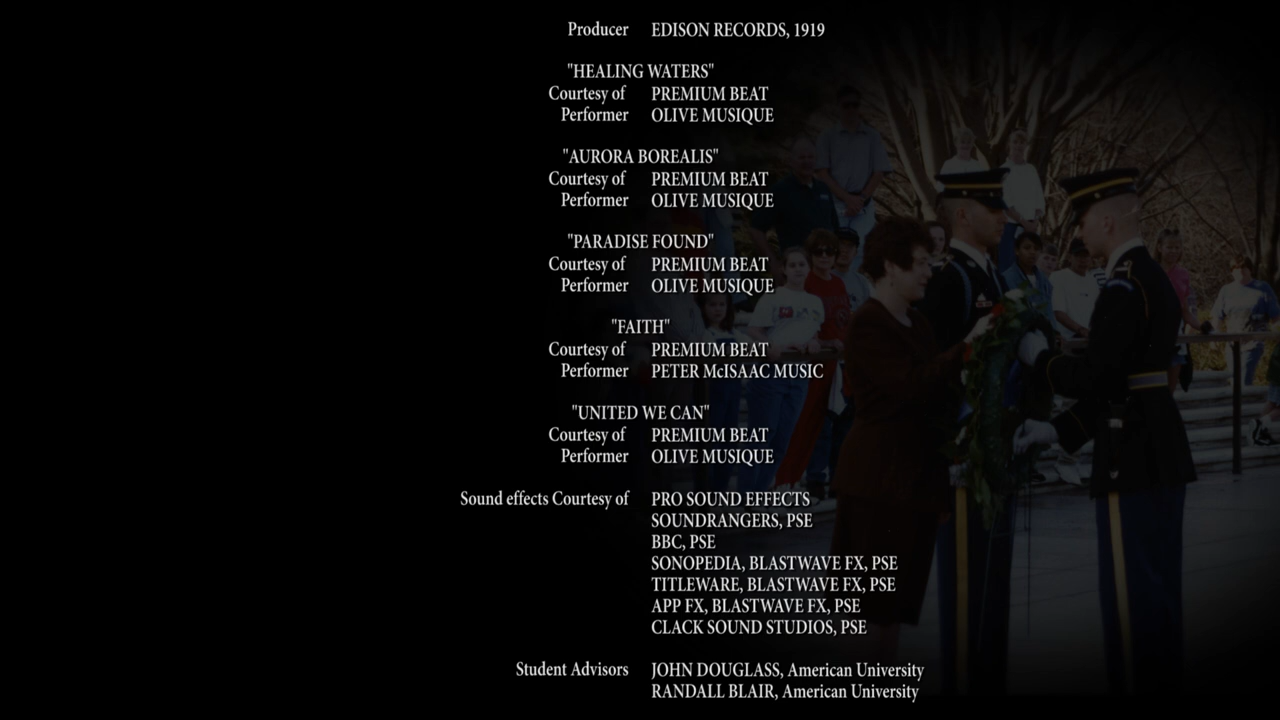 Producer EDISON RECORDS, 1919
"HEALING WATERS"
Courtesy of PREMIUM BEAT
Performer OLIVE MUSIQUE
"AURORA BOREALIS"
Courtesy of PREMIUM BEAT
Performer OLIVE MUSIQUE
"PARADISE FOUND"
Courtesy of PREMIUM BEAT
Performer OLIVE MUSIQUE
"FAITH"
Courtesy of PREMIUM BEAT
Performer PETER McISAAC MUSIC
"UNITED WE CAN"
Courtesy of PREMIUM BEAT
Performer OLIVE MUSIQUE
Sound effects Courtesy of PRO SOUND EFFECTS
SOUNDRANGERS, PSE
BBC, PSE
SONOPEDIA, BLASTWAVE FX, PSE
TITLEWARE, BLASTWAVE FX, PSE
APP FX, BLASTWAVE FX, PSE
CLACK SOUND STUDIOS, PSE
Student Advisors JOHN DOUGLASS, American University
RANDALL BLAIR, American University